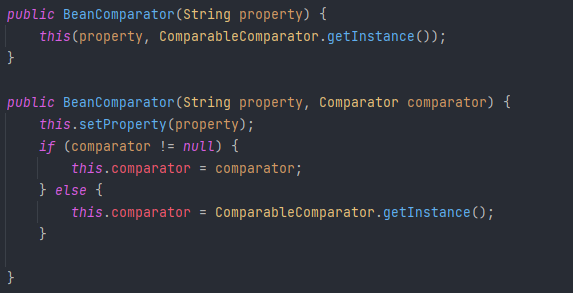 public BeanComparator(String property) {
    this(property, ComparableComparator.getInstance());
}

public BeanComparator(String property, Comparator comparator) {
    this.setProperty(property);
    if (comparator != null) {
        this.comparator = comparator;
    } else {
        this.comparator = ComparableComparator.getInstance();
    }

}